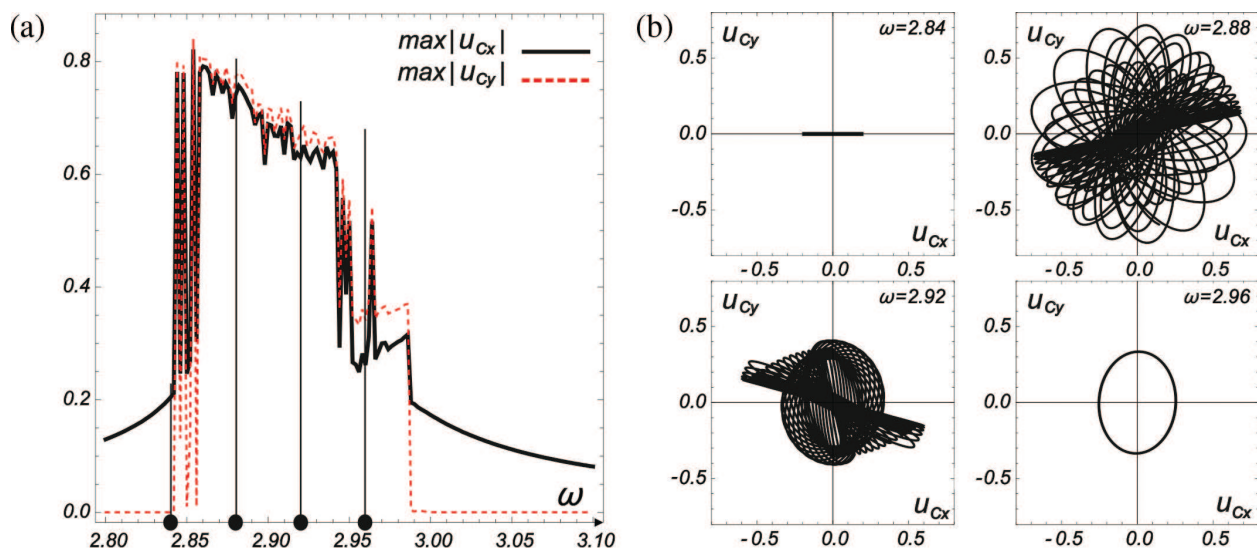 (a)
max|u_Cx|
max|u_Cy|
0.8
0.6
0.4
0.2
0.0
ω
2.80 2.85 2.90 2.95 3.00 3.05 3.10
(b)
u_Cy ω=2.84
0.5
0.0
-0.5
u_Cx
-0.5 0.0 0.5
u_Cy ω=2.88
0.5
0.0
-0.5
u_Cx
-0.5 0.0 0.5
u_Cy ω=2.92
0.5
0.0
-0.5
u_Cx
-0.5 0.0 0.5
u_Cy ω=2.96
0.5
0.0
-0.5
u_Cx
-0.5 0.0 0.5